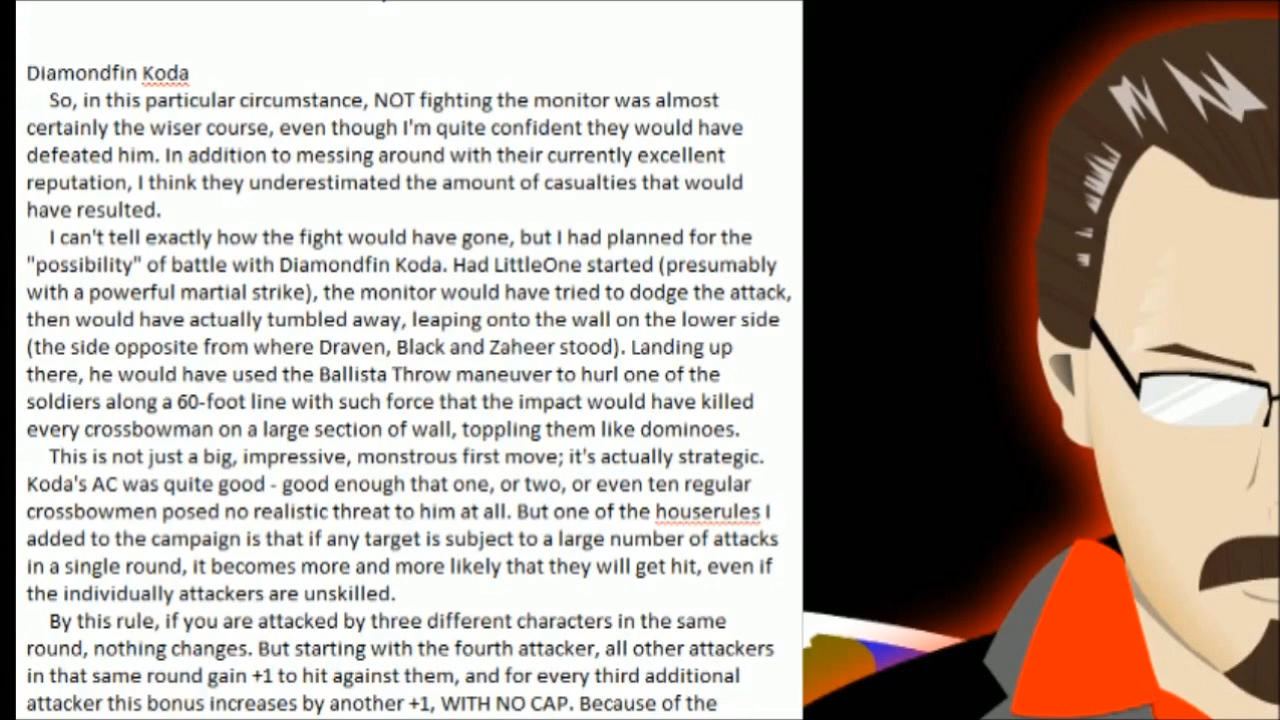 Diamondfin Koda
So, in this particular circumstance, NOT fighting the monitor was almost
certainly the wiser course, even though I'm quite confident they would have
defeated him. In addition to messing around with their currently excellent
reputation, I think they underestimated the amount of casualties that would
have resulted.
I can't tell exactly how the fight would have gone, but I had planned for the
"possibility" of battle with Diamondfin Koda. Had LittleOne started (presumably
with a powerful martial strike), the monitor would have tried to dodge the attack,
then would have actually tumbled away, leaping onto the wall on the lower side
(the side opposite from where Draven, Black and Zaheer stood). Landing up
there, he would have used the Ballista Throw maneuver to hurl one of the
soldiers along a 60-foot line with such force that the impact would have killed
every crossbowman on a large section of wall, toppling them like dominoes.
This is not just a big, impressive, monstrous first move; it's actually strategic.
Koda's AC was quite good - good enough that one, or two, or even ten regular
crossbowmen posed no realistic threat to him at all. But one of the houserules I
added to the campaign is that if any target is subject to a large number of attacks
in a single round, it becomes more and more likely that they will get hit, even if
the individually attackers are unskilled.
By this rule, if you are attacked by three different characters in the same
round, nothing changes. But starting with the fourth attacker, all other attackers
in that same round gain +1 to hit against them, and for every third additional
attacker this bonus increases by another +1, WITH NO CAP. Because of the